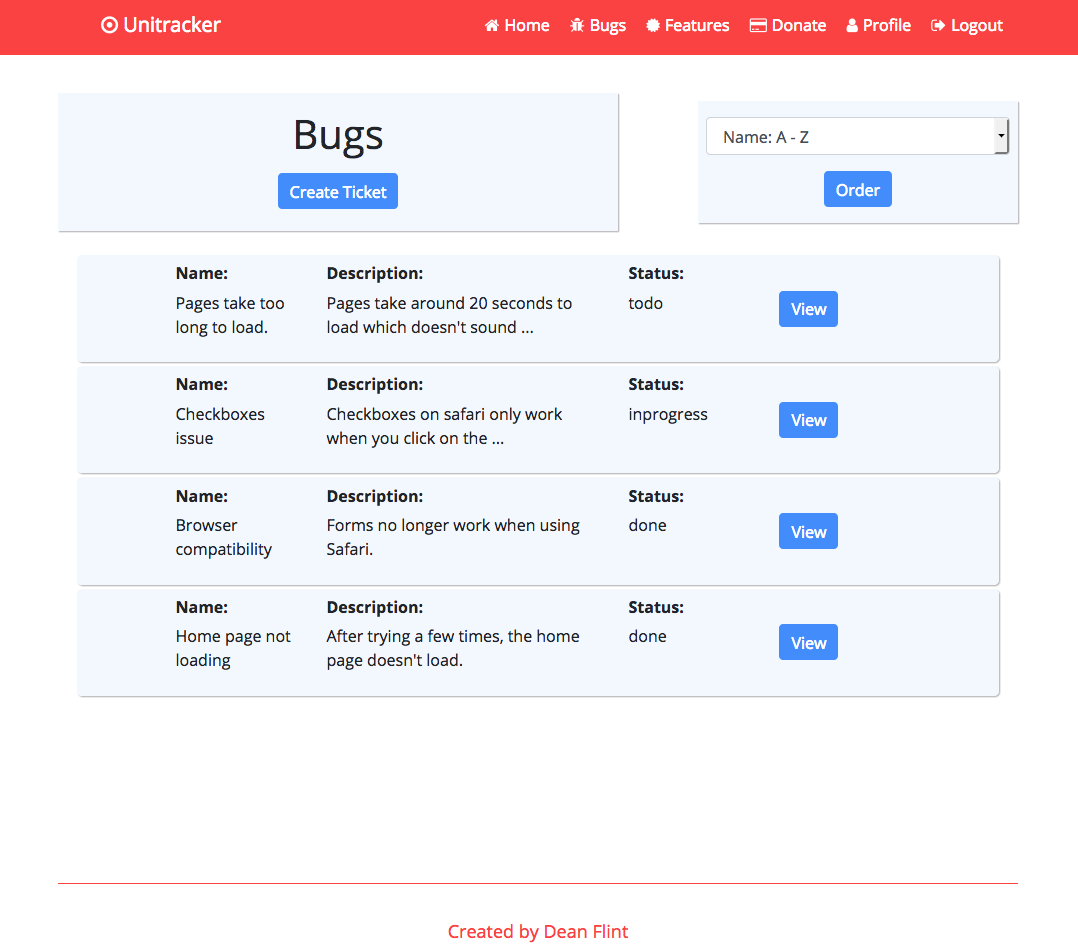 Unitracker
Home Bugs Features Donate Profile Logout
Bugs
Create Ticket
Name: A - Z
Order
Name: Description: Status:
Pages take too Pages take around 20 seconds to todo View
long to load. load which doesn't sound ...
Name: Description: Status:
Checkboxes Checkboxes on safari only work inprogress View
issue when you click on the ...
Name: Description: Status:
Browser Forms no longer work when using done View
compatibility Safari.
Name: Description: Status:
Home page not After trying a few times, the home done View
loading page doesn't load.
Created by Dean Flint